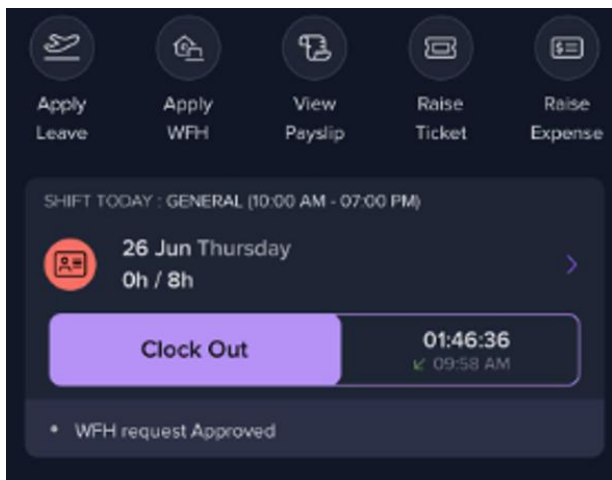 Apply Leave
Apply WFH
View Payslip
Raise Ticket
Raise Expense
SHIFT TODAY : GENERAL (10:00 AM - 07:00 PM)
26 Jun Thursday
0h / 8h
Clock Out
01:46:36
09:58 AM
WFH request Approved